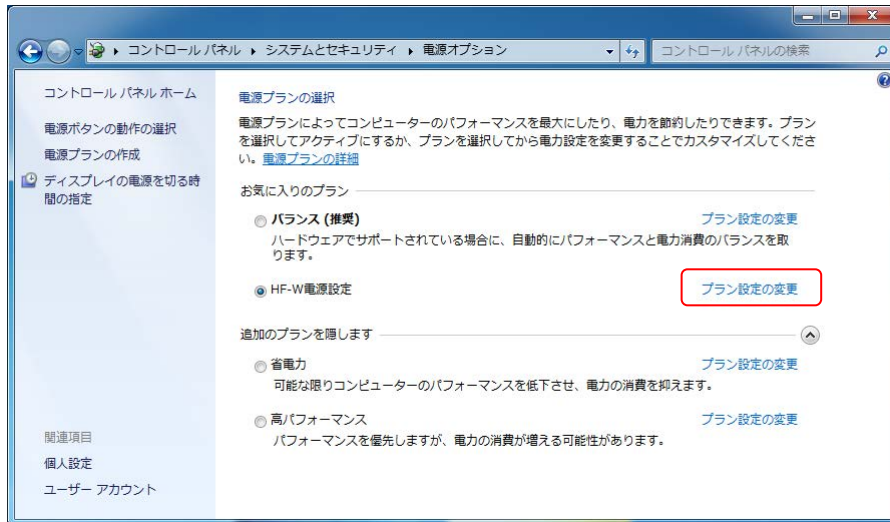 コントロール パネル ▸ システムとセキュリティ ▸ 電源オプション
コントロール パネルの検索
コントロール パネル ホーム
電源ボタンの動作の選択
電源プランの作成
ディスプレイの電源を切る時
間の指定
関連項目
個人設定
ユーザー アカウント
電源プランの選択
電源プランによってコンピューターのパフォーマンスを最大にしたり、電力を節約したりできます。プラン
を選択してアクティブにするか、プランを選択してから電力設定を変更することでカスタマイズしてくださ
い。電源プランの詳細
お気に入りのプラン
バランス (推奨) プラン設定の変更
ハードウェアでサポートされている場合に、自動的にパフォーマンスと電力消費のバランスを取
ります。
HF-W電源設定 プラン設定の変更
追加のプランを隠します
省電力 プラン設定の変更
可能な限りコンピューターのパフォーマンスを低下させ、電力の消費を抑えます。
高パフォーマンス プラン設定の変更
パフォーマンスを優先しますが、電力の消費が増える可能性があります。